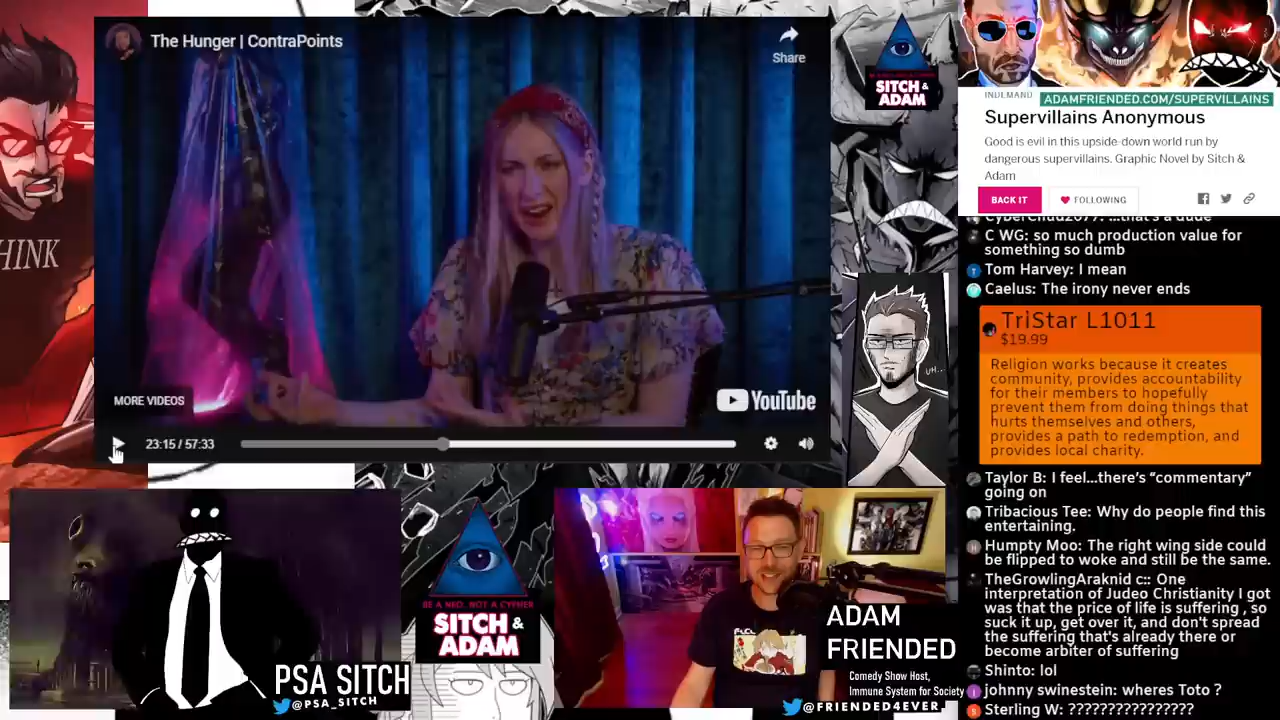 The Hunger | ContraPoints
Share
MORE VIDEOS
YouTube
23:15 / 57:33
HINK
SITCH &
ADAM
UH...
INDEMAND
ADAMFRIENDED.COM/SUPERVILLAINS
Supervillains Anonymous
Good is evil in this upside-down world run by
dangerous supervillains. Graphic Novel by Sitch &
Adam
BACK IT
FOLLOWING
CyberChud2077: ...that's a dude
C WG: so much production value for
something so dumb
Tom Harvey: I mean
Caelus: The irony never ends
TriStar L1011
$19.99
Religion works because it creates
community, provides accountability
for their members to hopefully
prevent them from doing things that
hurts themselves and others,
provides a path to redemption, and
provides local charity.
Taylor B: I feel...there's “commentary”
going on
Tribacious Tee: Why do people find this
entertaining.
Humpty Moo: The right wing side could
be flipped to woke and still be the same.
TheGrowlingAraknid c:: One
interpretation of Judeo Christianity I got
was that the price of life is suffering , so
suck it up, get over it, and don't spread
the suffering that's already there or
become arbiter of suffering
Shinto: lol
johnny swinestein: wheres Toto ?
Sterling W: ???????????????
PSA SITCH
@PSA_SITCH
BE A NEO, NOT A CYPHER
SITCH &
ADAM
ADAM
FRIENDED
Comedy Show Host,
Immune System for Society
@FRIENDED4EVER